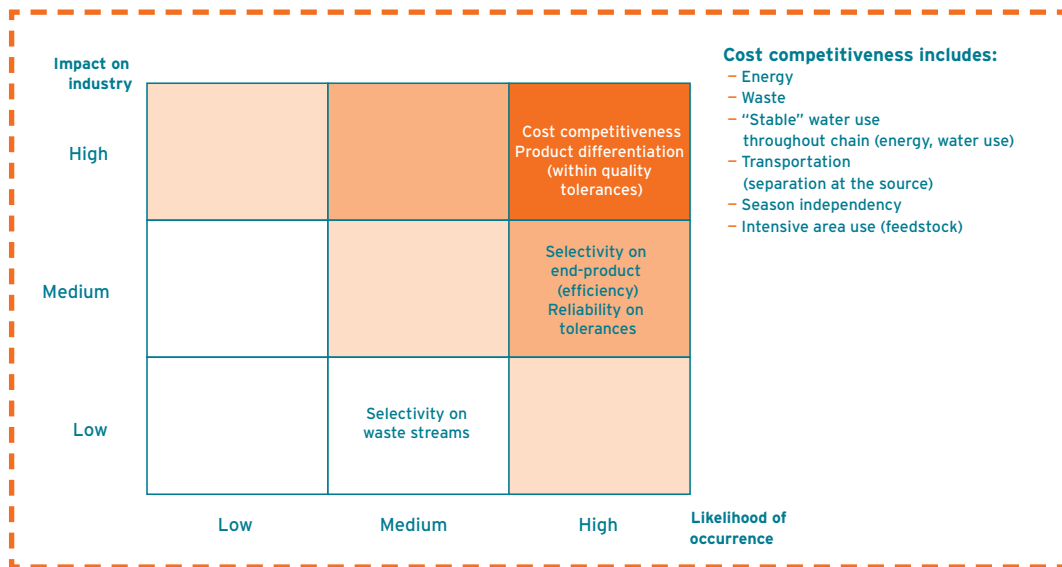 Impact on
industry
High
Medium
Low
Cost competitiveness
Product differentiation
(within quality
tolerances)
Selectivity on
end-product
(efficiency)
Reliability on
tolerances
Selectivity on
waste streams
Low
Medium
High
Likelihood of
occurrence
Cost competitiveness includes:
– Energy
– Waste
– “Stable” water use
throughout chain (energy, water use)
– Transportation
(separation at the source)
– Season independency
– Intensive area use (feedstock)